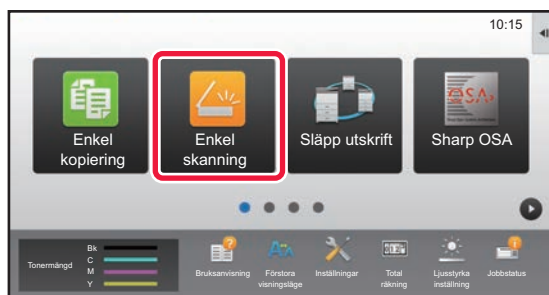 10:15
Enkel
kopiering
Enkel
skanning
Släpp utskrift
OSA
Sharp OSA
Tonermängd
Bk
C
M
Y
Bruksanvisning
Förstora
visningsläge
Inställningar
Total
räkning
Ljusstyrka
inställning
Jobbstatus